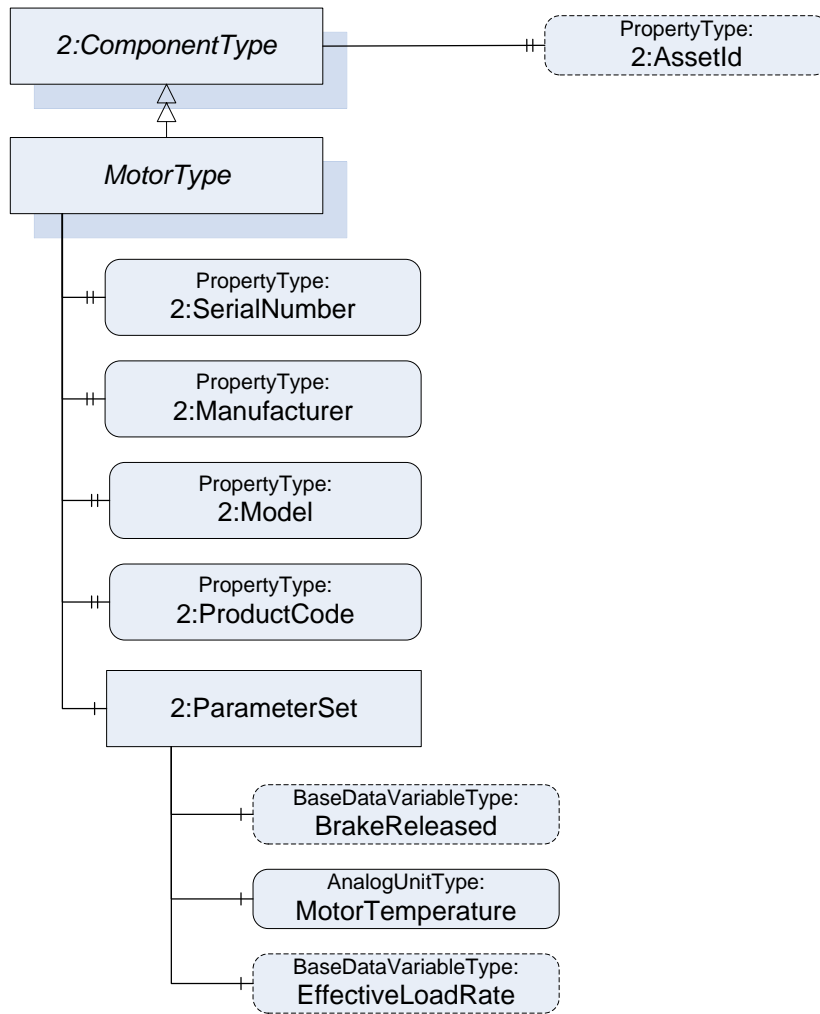 2:ComponentType
PropertyType:
2:AssetId
MotorType
PropertyType:
2:SerialNumber
PropertyType:
2:Manufacturer
PropertyType:
2:Model
PropertyType:
2:ProductCode
2:ParameterSet
BaseDataVariableType:
BrakeReleased
AnalogUnitType:
MotorTemperature
BaseDataVariableType:
EffectiveLoadRate